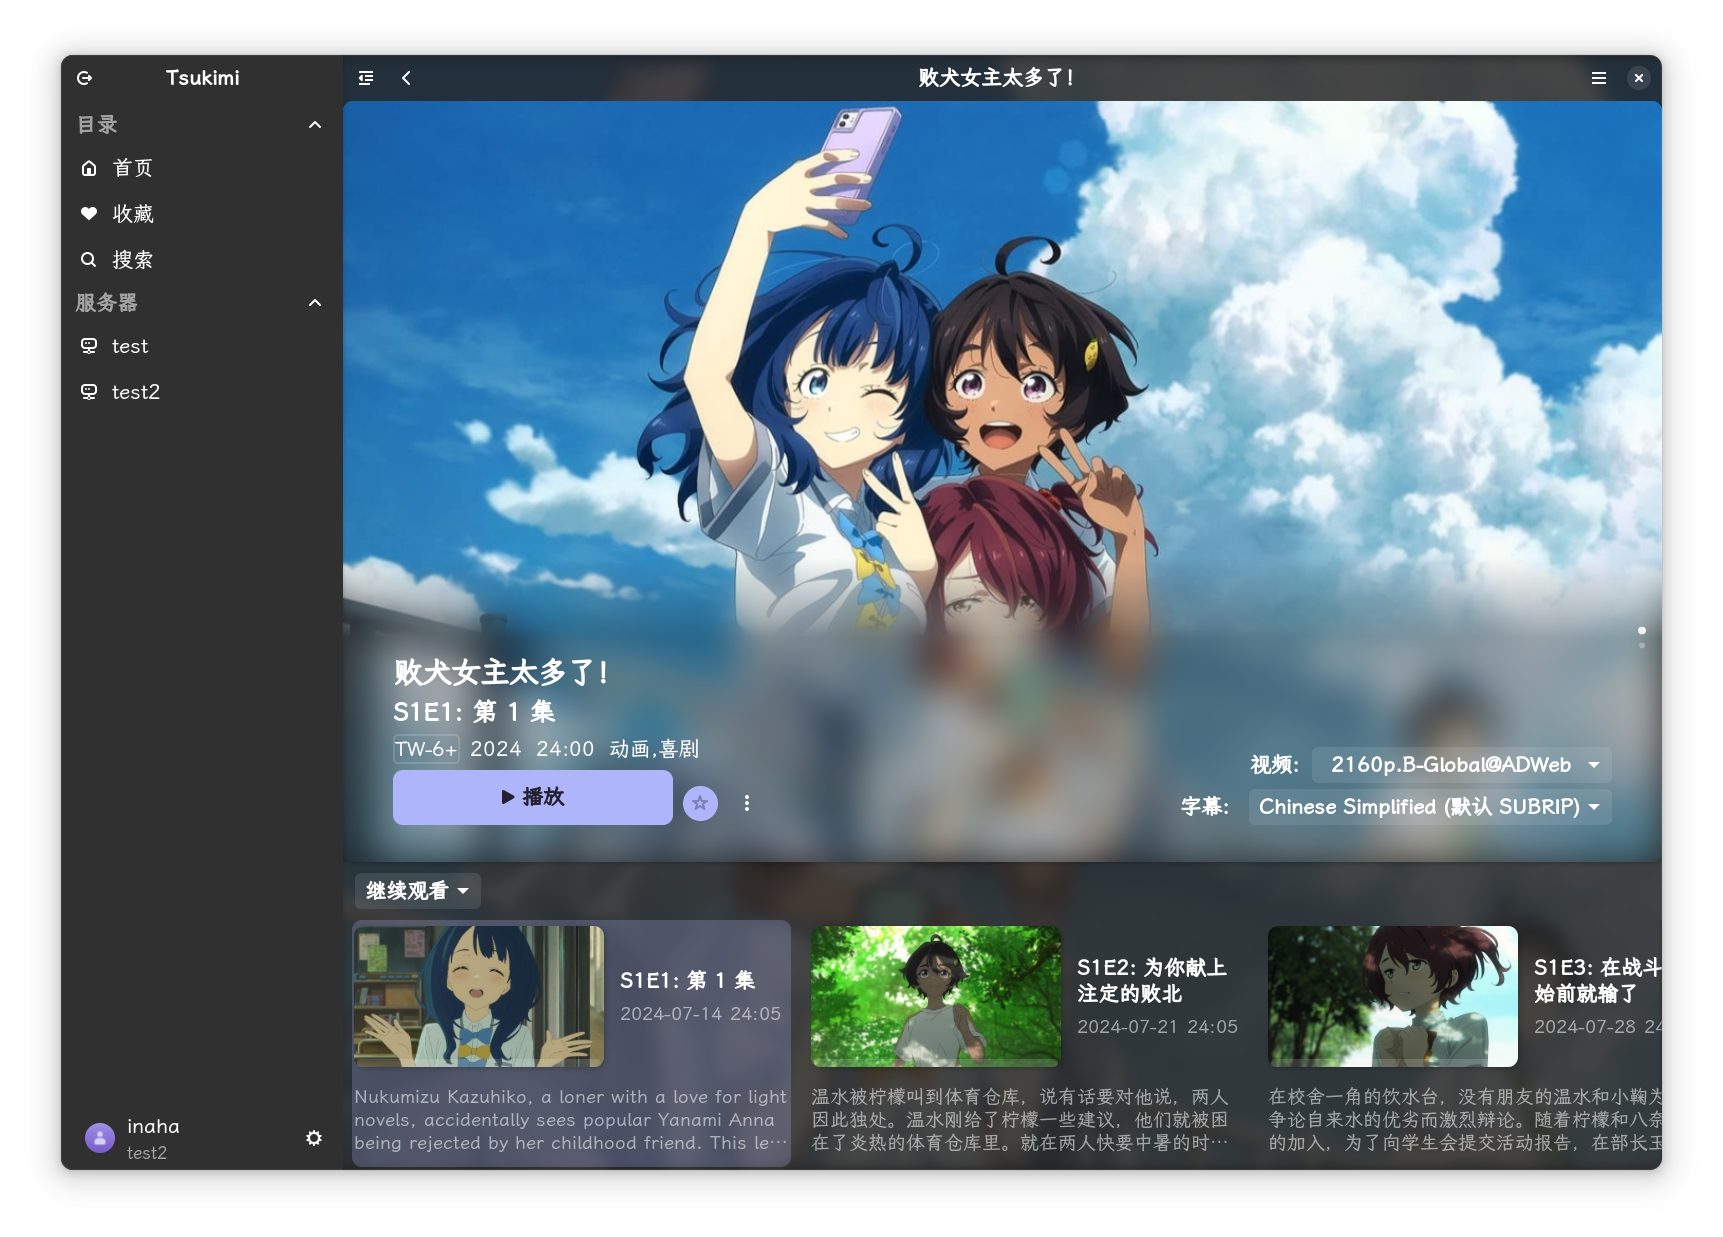 Tsukimi
败犬女主太多了！
目录
首页
收藏
搜索
服务器
test
test2
败犬女主太多了！
S1E1: 第 1 集
TW-6+ 2024 24:00 动画,喜剧
播放
视频: 2160p.B-Global@ADWeb
字幕: Chinese Simplified (默认 SUBRIP)
继续观看
S1E1: 第 1 集
2024-07-14 24:05
Nukumizu Kazuhiko, a loner with a love for light
novels, accidentally sees popular Yanami Anna
being rejected by her childhood friend. This le…
S1E2: 为你献上
注定的败北
2024-07-21 24:05
温水被柠檬叫到体育仓库，说有话要对他说，两人
因此独处。温水刚给了柠檬一些建议，他们就被困
在了炎热的体育仓库里。就在两人快要中暑的时…
S1E3: 在战斗
始前就输了
2024-07-28 24
在校舍一角的饮水台，没有朋友的温水和小鞠为
争论自来水的优劣而激烈辩论。随着柠檬和八奈
的加入，为了向学生会提交活动报告，在部长玉
inaha
test2